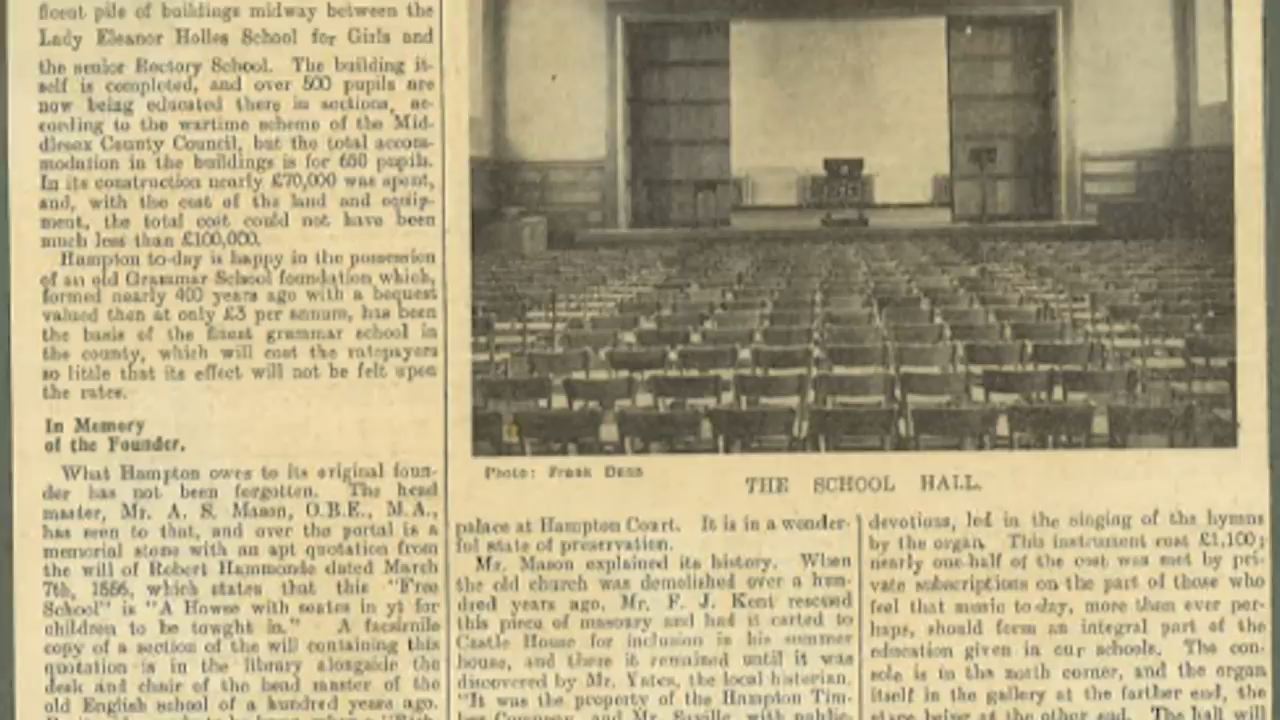 ficent pile of buildings midway between the
Lady Eleanor Holles School for Girls and
the senior Rectory School. The building it-
self is completed, and over 500 pupils are
now being educated there in sections, ac-
cording to the wartime scheme of the Mid-
dlesex County Council, but the total accom-
modation in the buildings is for 650 pupils.
In its construction nearly £70,000 was spent,
and, with the cost of the land and equip-
ment, the total cost could not have been
much less than £100,000.
Hampton to-day is happy in the possession
of an old Grammar School foundation which,
formed nearly 400 years ago with a bequest
valued then at only £3 per annum, has been
the basis of the finest grammar school in
the county, which will cost the ratepayers
so little that its effect will not be felt upon
the rates.
In Memory
of the Founder.
What Hampton owes to its original foun-
der has not been forgotten. The head
master, Mr. A. S. Mason, O.B.E., M.A.,
has seen to that, and over the portal is a
memorial stone with an apt quotation from
the will of Robert Hammonde dated March
7th, 1556, which states that this "Free
School" is "A Howse with seates in yt for
children to be towght in." A facsimile
copy of a section of the will containing this
quotation is in the library alongside the
desk and chair of the head master of the
old English school of a hundred years ago.
Photo: Frank Dann
THE SCHOOL HALL.
palace at Hampton Court. It is in a wonder-
ful state of preservation.
Mr. Mason explained its history. When
the old church was demolished over a hun-
dred years ago, Mr. F. J. Kent rescued
this piece of masonry and had it carted to
Castle House for inclusion in his summer
house, and there it remained until it was
discovered by Mr. Yates, the local historian.
"It was the property of the Hampton Tim-
ber Company, and Mr. Saville, with public-
devotions, led in the singing of the hymns
by the organ. This instrument cost £1,100;
nearly one-half of the cost was met by pri-
vate subscriptions on the part of those who
feel that music to-day, more than ever per-
haps, should form an integral part of the
education given in our schools. The con-
sole is in the north corner, and the organ
itself in the gallery at the farther end, the
stage being at the other end. The hall will